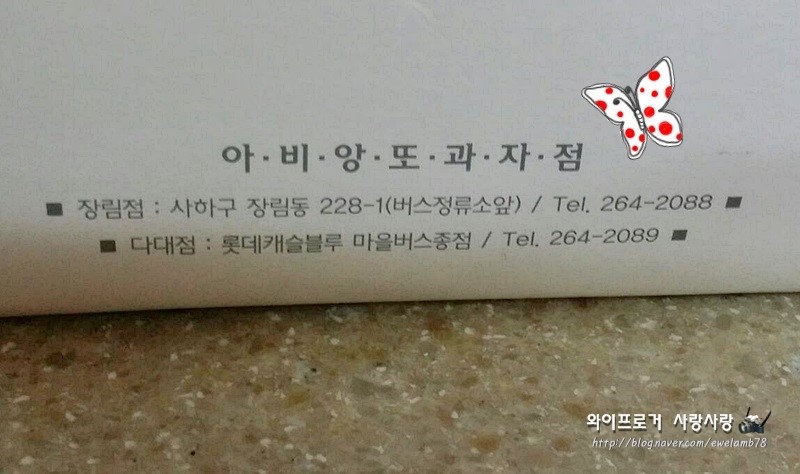 아·비·앙·또·과·자·점
■ 장림점 : 사하구 장림동 228-1(버스정류소앞) / Tel. 264-2088 ■
■ 다대점 : 롯데캐슬블루 마을버스종점 / Tel. 264-2089 ■
와이프로거 사랑사랑
http://blog.naver.com/ewelamb78